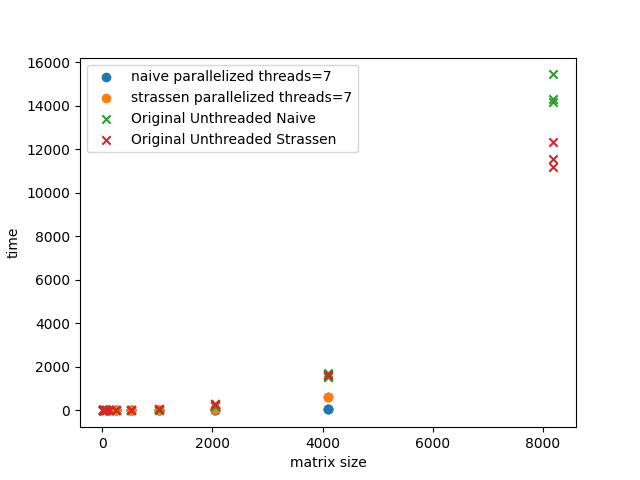 16000
14000
12000
10000
8000
6000
4000
2000
0
time
naive parallelized threads=7
strassen parallelized threads=7
Original Unthreaded Naive
Original Unthreaded Strassen
0 2000 4000 6000 8000
matrix size